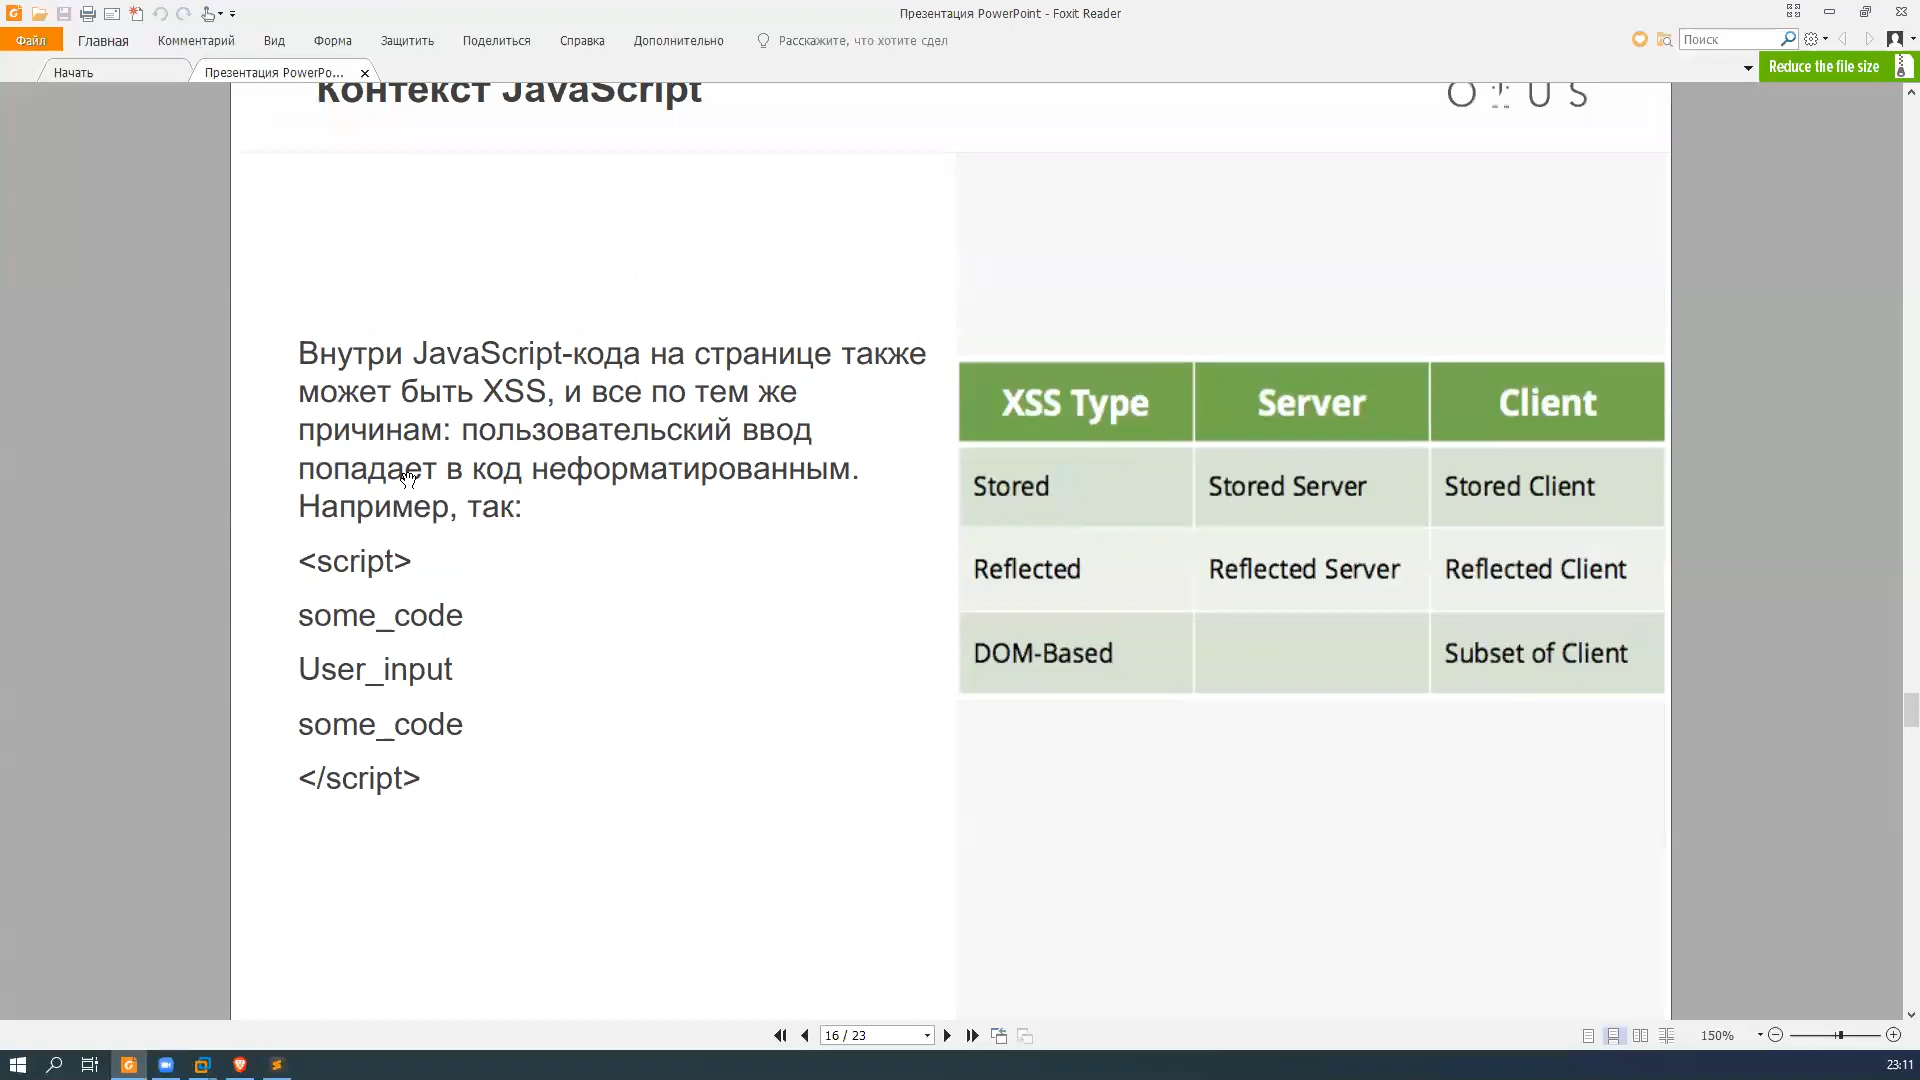 Презентация PowerPoint - Foxit Reader
Файл
Главная
Комментарий
Вид
Форма
Защитить
Поделиться
Справка
Дополнительно
Расскажите, что хотите сдел
Поиск
Начать
Презентация PowerPo...
Reduce the file size
Контекст JavaScript
Внутри JavaScript-кода на странице также
может быть XSS, и все по тем же
причинам: пользовательский ввод
попадает в код неформатированным.
Например, так:
<script>
some_code
User_input
some_code
</script>
XSS Type Server Client
Stored Stored Server Stored Client
Reflected Reflected Server Reflected Client
DOM-Based Subset of Client
16 / 23
150%
23:11